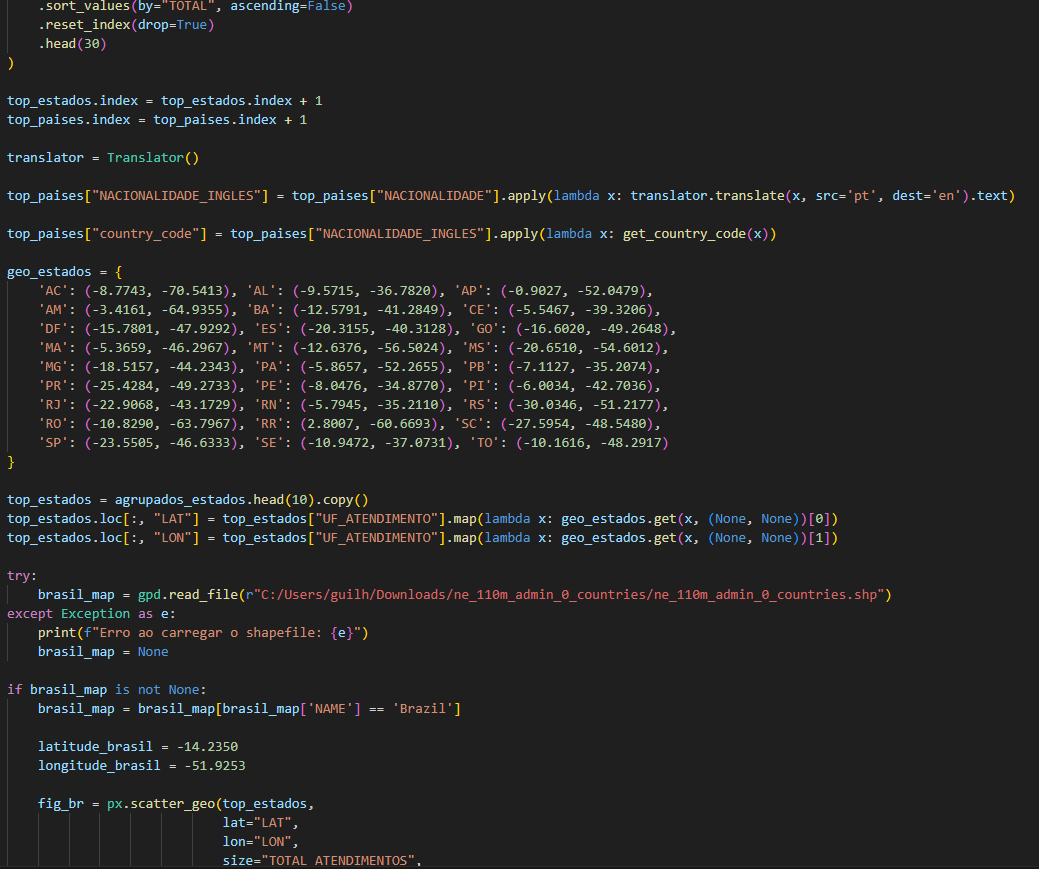 .sort_values(by="TOTAL", ascending=False)
    .reset_index(drop=True)
    .head(30)
)

top_estados.index = top_estados.index + 1
top_paises.index = top_paises.index + 1

translator = Translator()

top_paises["NACIONALIDADE_INGLES"] = top_paises["NACIONALIDADE"].apply(lambda x: translator.translate(x, src='pt', dest='en').text)

top_paises["country_code"] = top_paises["NACIONALIDADE_INGLES"].apply(lambda x: get_country_code(x))

geo_estados = {
    'AC': (-8.7743, -70.5413), 'AL': (-9.5715, -36.7820), 'AP': (-0.9027, -52.0479),
    'AM': (-3.4161, -64.9355), 'BA': (-12.5791, -41.2849), 'CE': (-5.5467, -39.3206),
    'DF': (-15.7801, -47.9292), 'ES': (-20.3155, -40.3128), 'GO': (-16.6020, -49.2648),
    'MA': (-5.3659, -46.2967), 'MT': (-12.6376, -56.5024), 'MS': (-20.6510, -54.6012),
    'MG': (-18.5157, -44.2343), 'PA': (-5.8657, -52.2655), 'PB': (-7.1127, -35.2074),
    'PR': (-25.4284, -49.2733), 'PE': (-8.0476, -34.8770), 'PI': (-6.0034, -42.7036),
    'RJ': (-22.9068, -43.1729), 'RN': (-5.7945, -35.2110), 'RS': (-30.0346, -51.2177),
    'RO': (-10.8290, -63.7967), 'RR': (2.8007, -60.6693), 'SC': (-27.5954, -48.5480),
    'SP': (-23.5505, -46.6333), 'SE': (-10.9472, -37.0731), 'TO': (-10.1616, -48.2917)
}

top_estados = agrupados_estados.head(10).copy()
top_estados.loc[:, "LAT"] = top_estados["UF_ATENDIMENTO"].map(lambda x: geo_estados.get(x, (None, None))[0])
top_estados.loc[:, "LON"] = top_estados["UF_ATENDIMENTO"].map(lambda x: geo_estados.get(x, (None, None))[1])

try:
    brasil_map = gpd.read_file(r"C:/Users/guilh/Downloads/ne_110m_admin_0_countries/ne_110m_admin_0_countries.shp")
except Exception as e:
    print(f"Erro ao carregar o shapefile: {e}")
    brasil_map = None

if brasil_map is not None:
    brasil_map = brasil_map[brasil_map['NAME'] == 'Brazil']

    latitude_brasil = -14.2350
    longitude_brasil = -51.9253

    fig_br = px.scatter_geo(top_estados,
                            lat="LAT",
                            lon="LON",
                            size="TOTAL_ATENDIMENTOS",